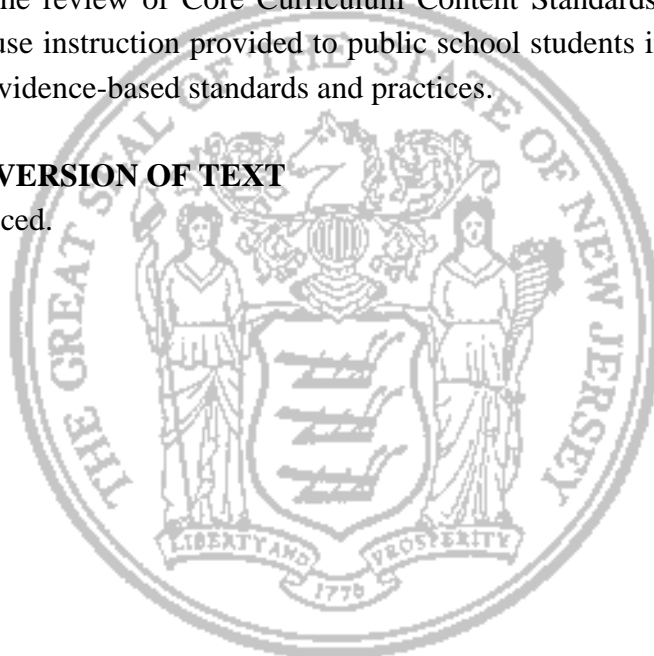 he review of Core Curriculum Content Standards
use instruction provided to public school students i
vidence-based standards and practices.
VERSION OF TEXT
ced.
THE GREAT SEAL OF THE STATE OF NEW JERSEY
LIBERTY AND PROSPERITY
1776